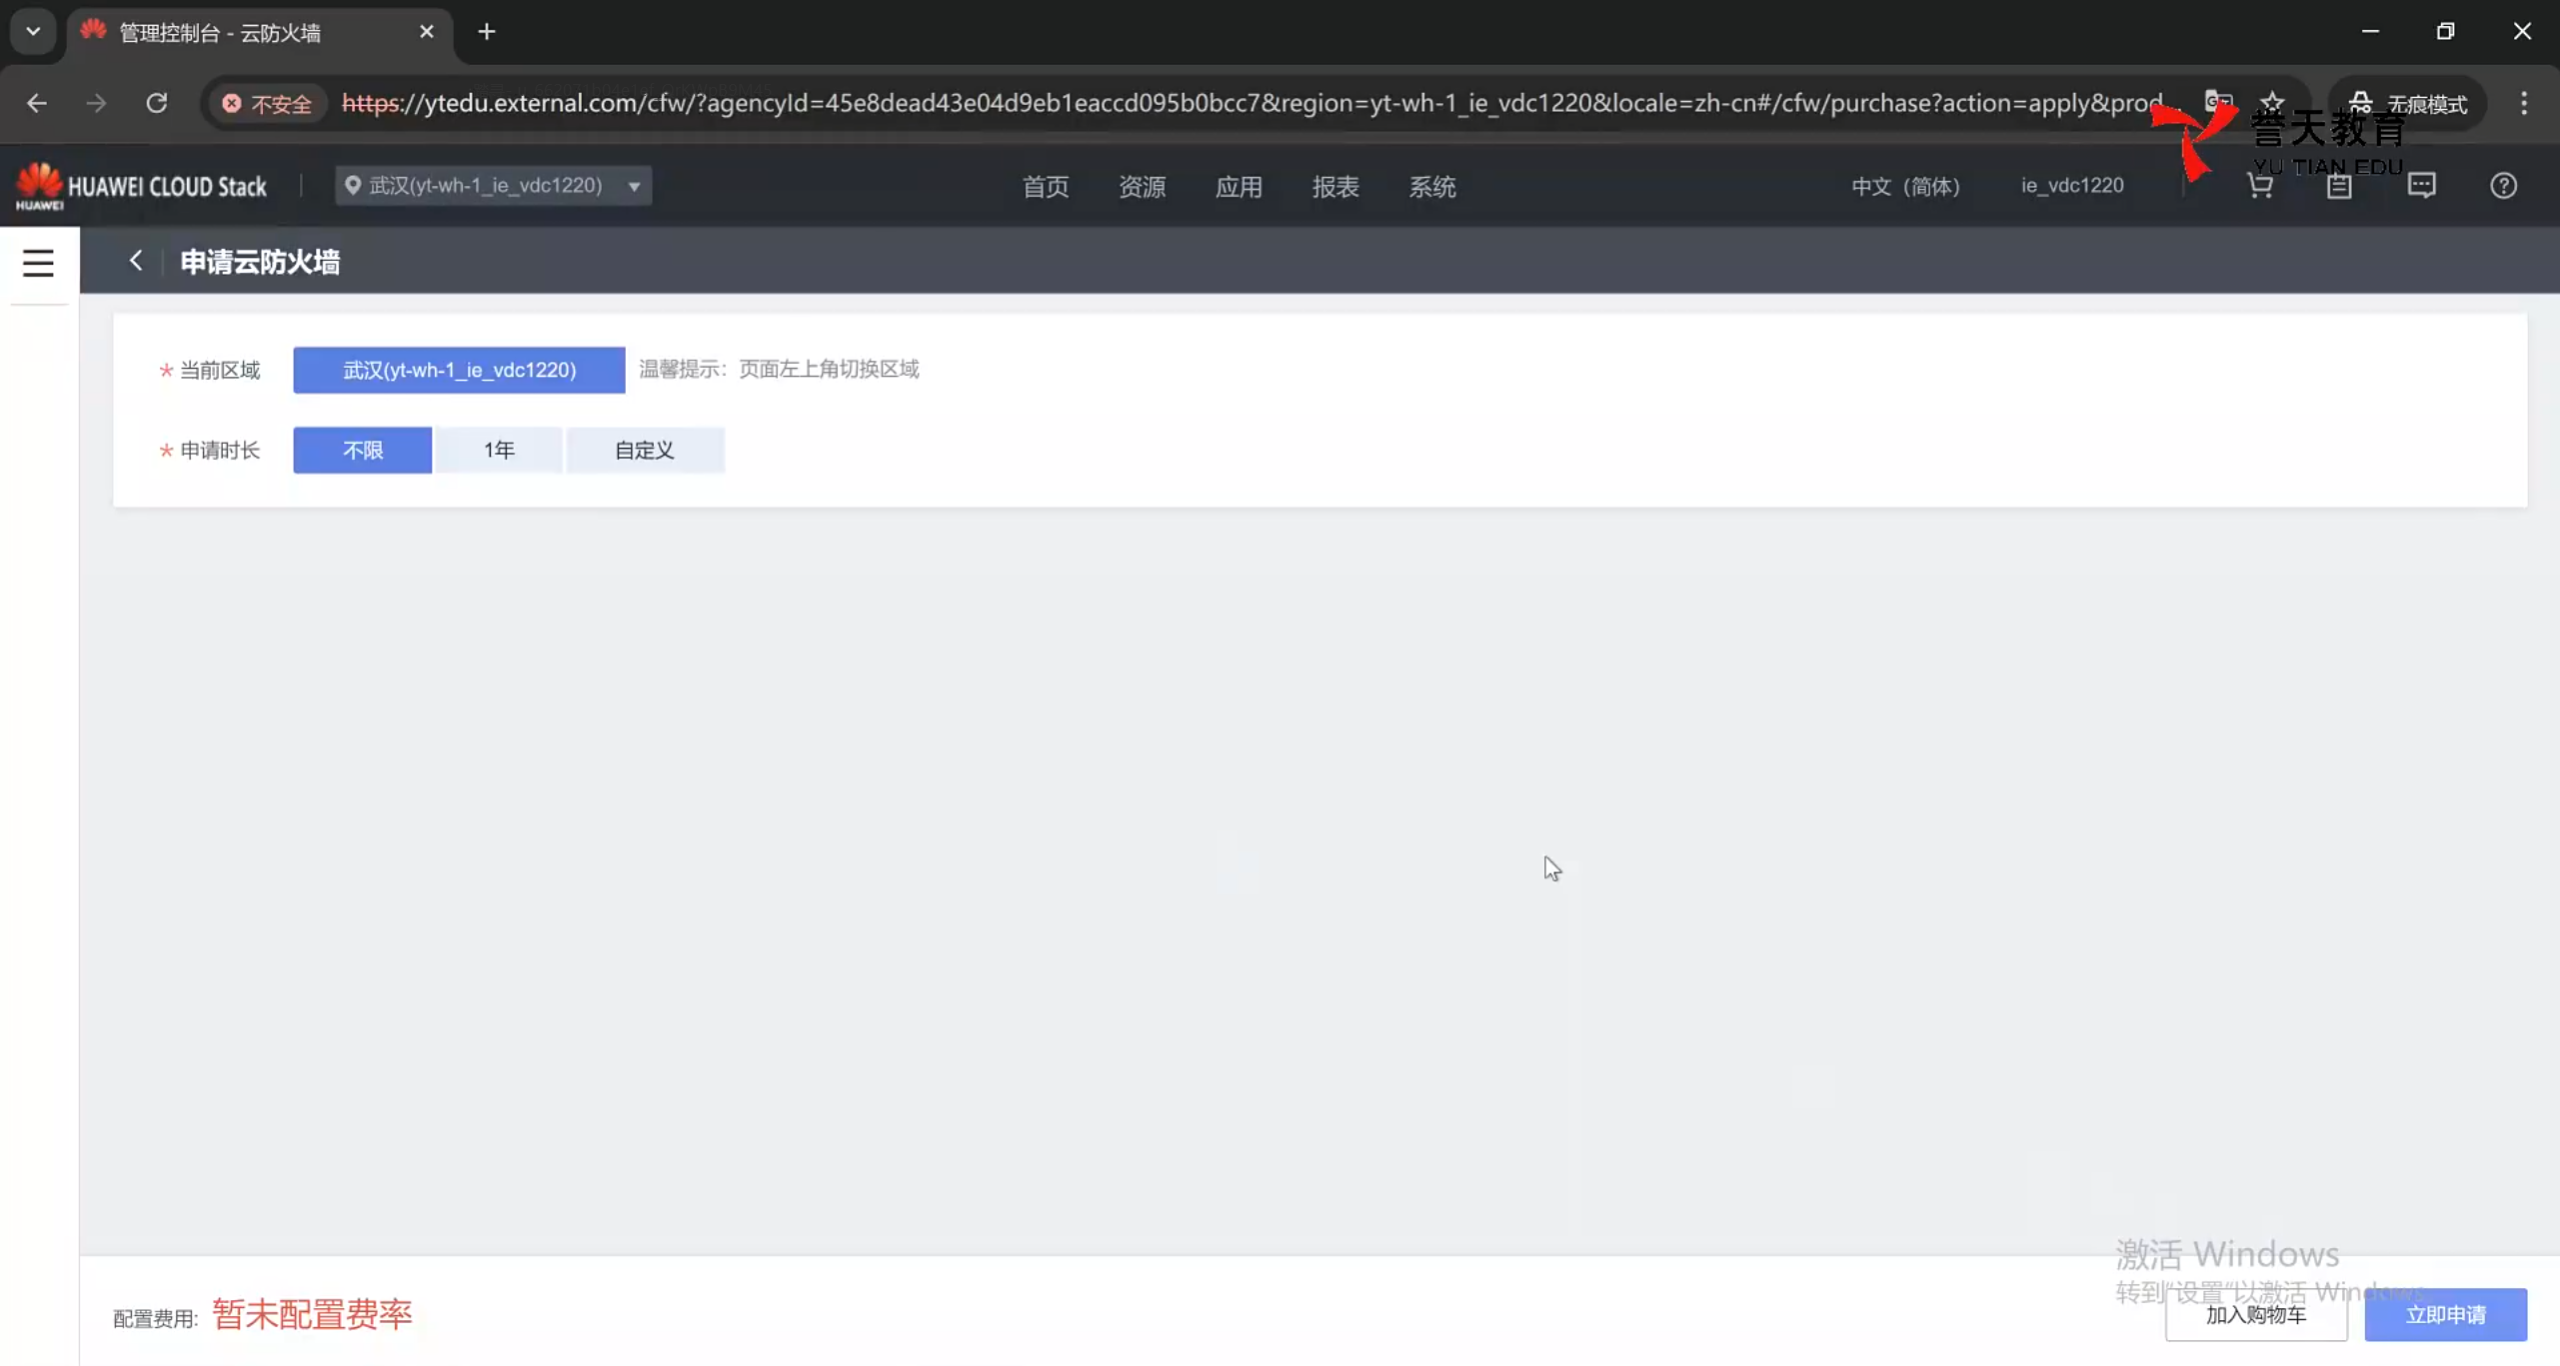 管理控制台 - 云防火墙
不安全 https://ytedu.external.com/cfw/?agencyId=45e8dead43e04d9eb1eaccd095b0bcc7&region=yt-wh-1_ie_vdc1220&locale=zh-cn#/cfw/purchase?action=apply&prod... 无痕模式
誉天教育
YU TIAN EDU
HUAWEI
HUAWEI CLOUD Stack 武汉(yt-wh-1_ie_vdc1220) 首页 资源 应用 报表 系统 中文（简体） ie_vdc1220
申请云防火墙
* 当前区域 武汉(yt-wh-1_ie_vdc1220) 温馨提示：页面左上角切换区域
* 申请时长 不限 1年 自定义
激活 Windows
转到"设置"以激活 Windows。
配置费用: 暂未配置费率 加入购物车 立即申请